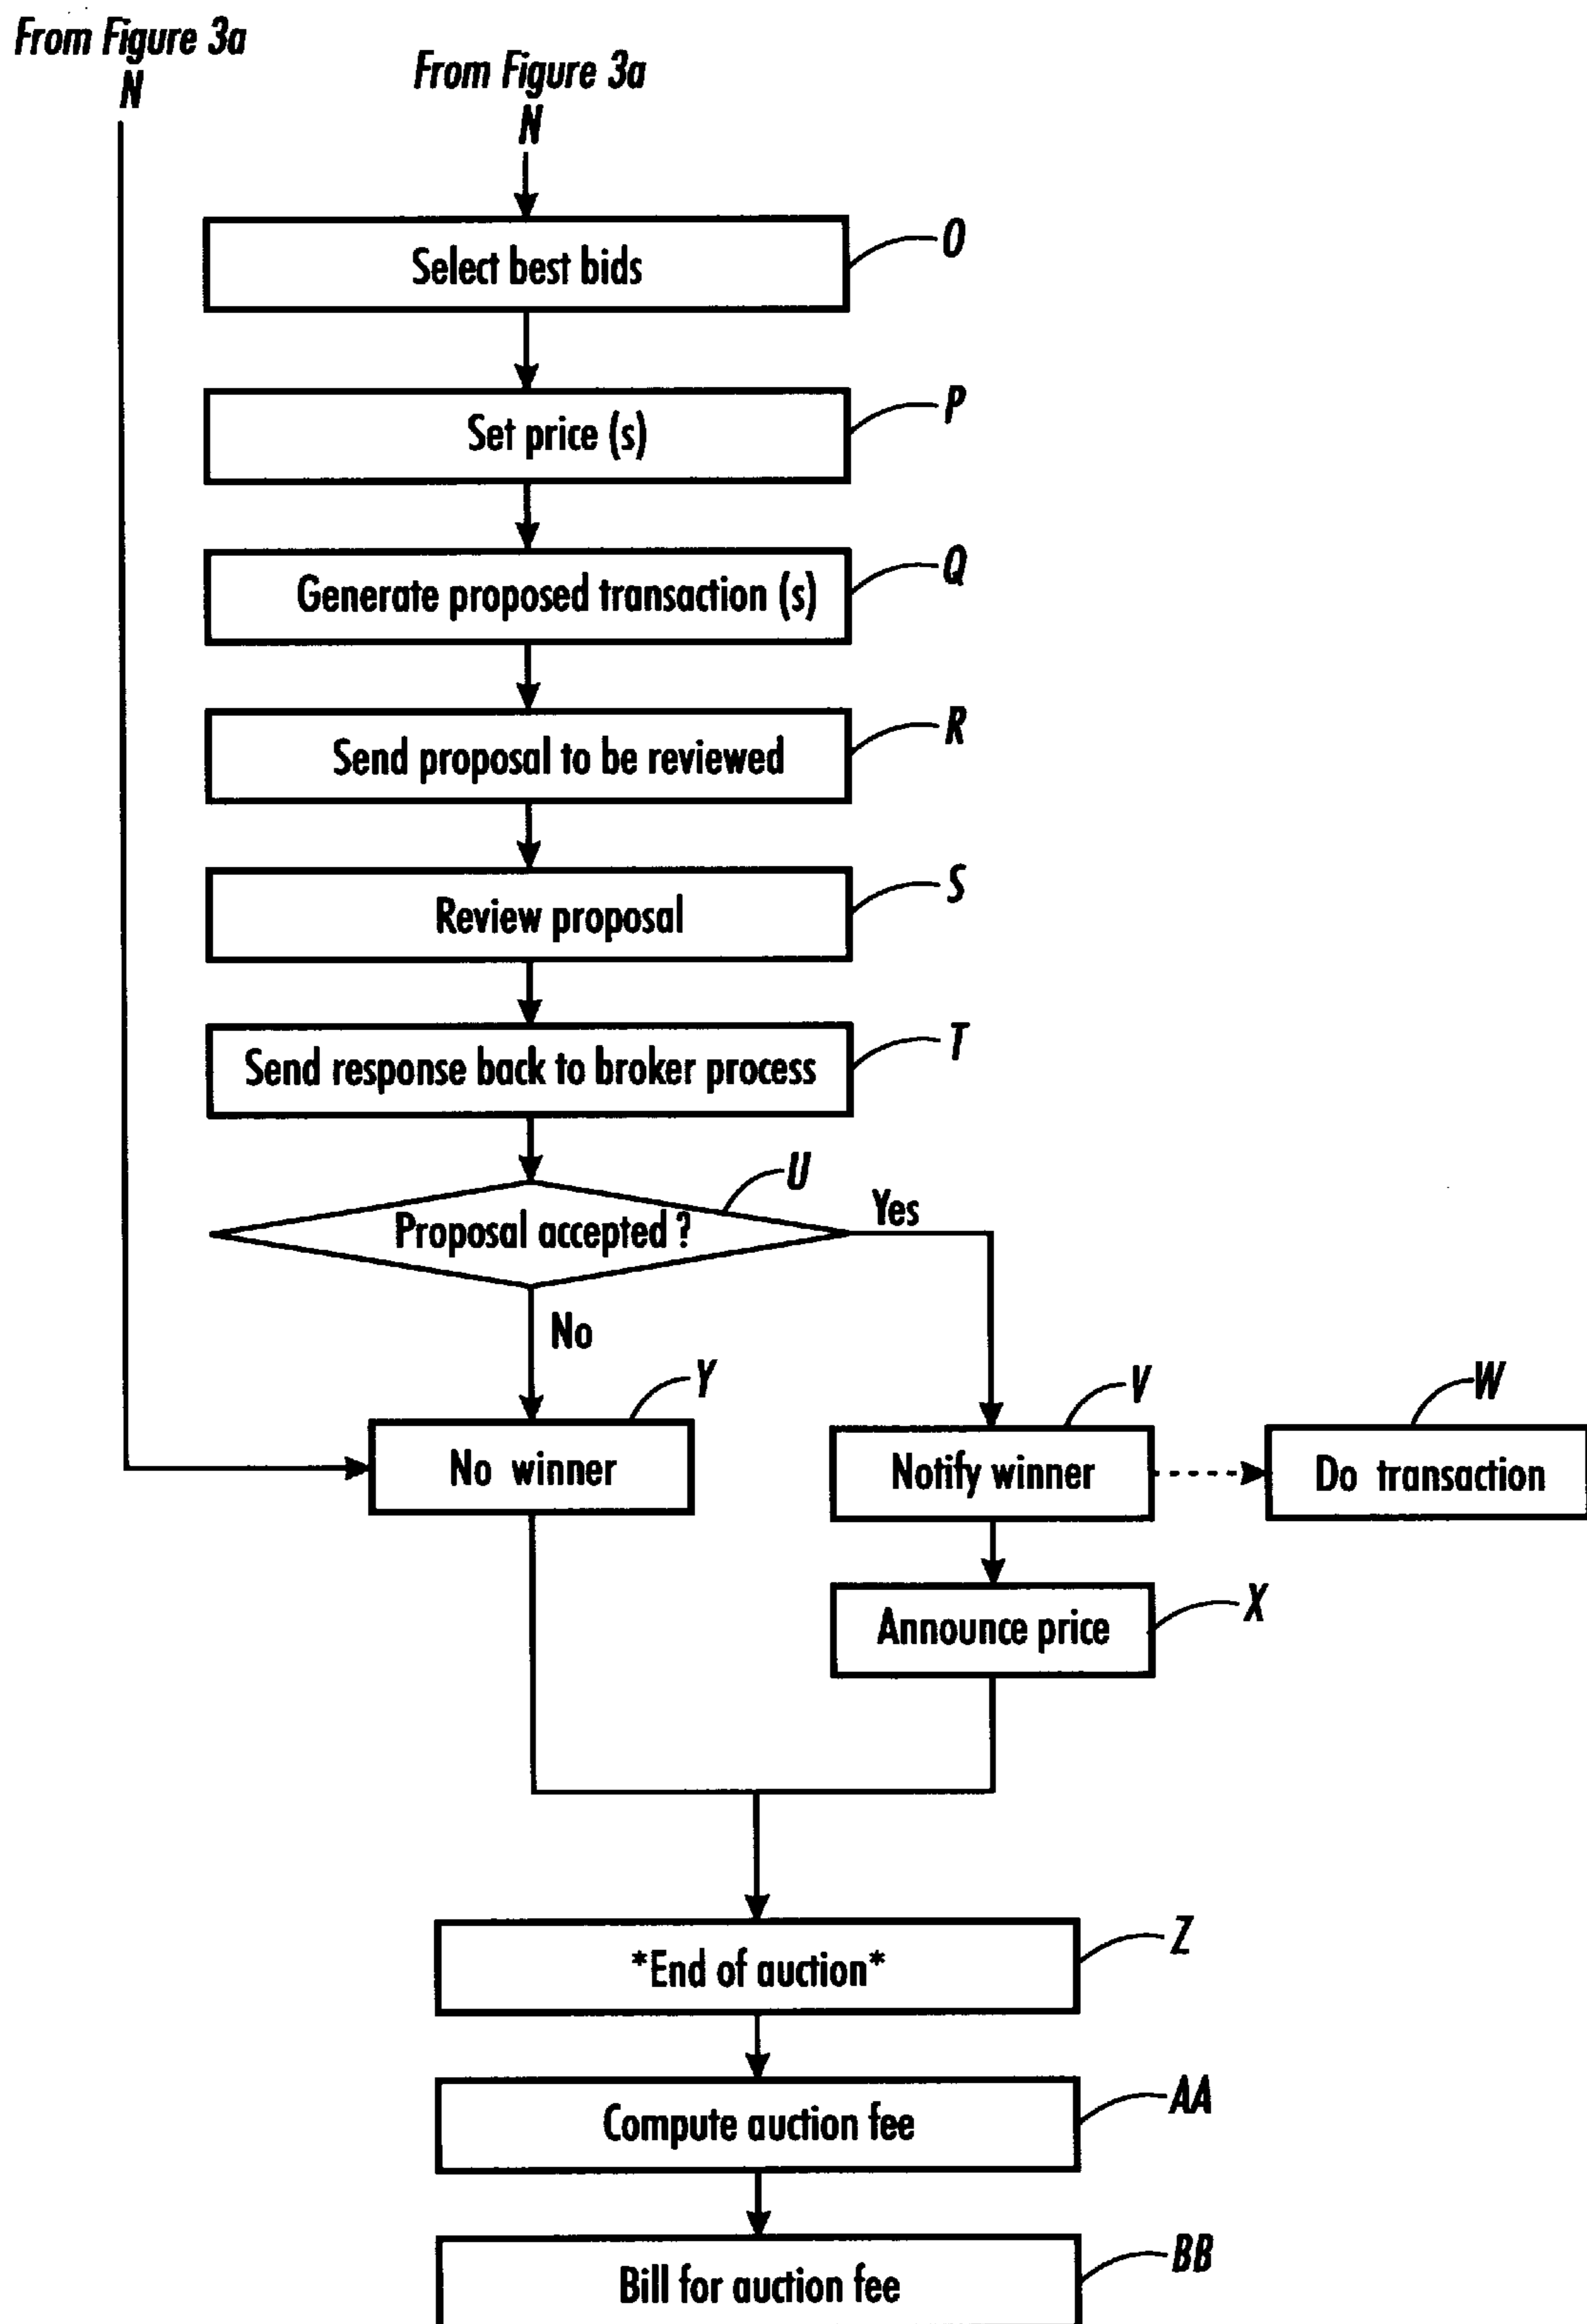 From Figure 3a
N
From Figure 3a
N
Select best bids
O
Set price (s)
P
Generate proposed transaction (s)
Q
Send proposal to be reviewed
R
Review proposal
S
Send response back to broker process
T
Proposal accepted ?
U
Yes
No
No winner
Y
Notify winner
V
Do transaction
W
Announce price
X
*End of auction*
Z
Compute auction fee
AA
Bill for auction fee
BB